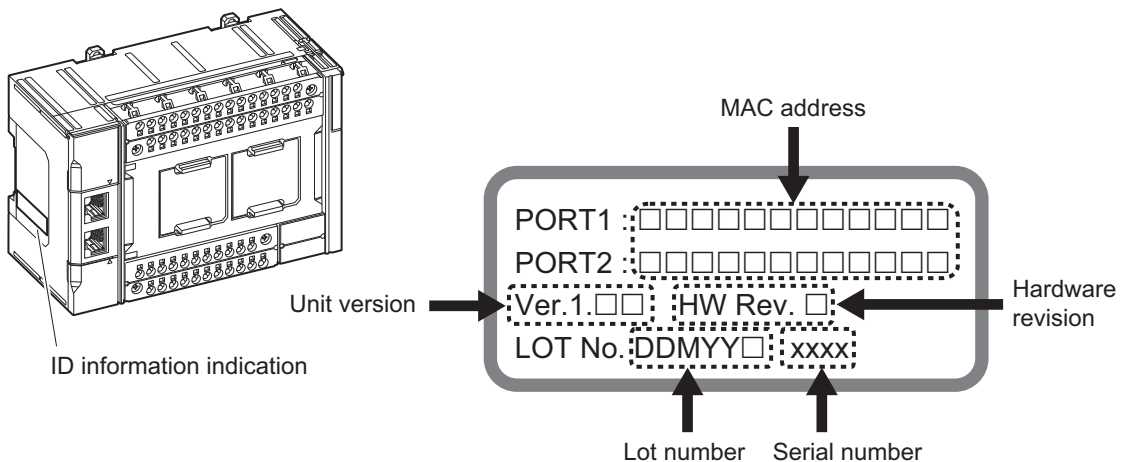 MAC address
PORT1 : □□□□□□□□□□□□
PORT2 : □□□□□□□□□□□□
Unit version
Ver.1.□□ HW Rev. □
Hardware
revision
LOT No. DDMYY□ xxxx
ID information indication
Lot number Serial number